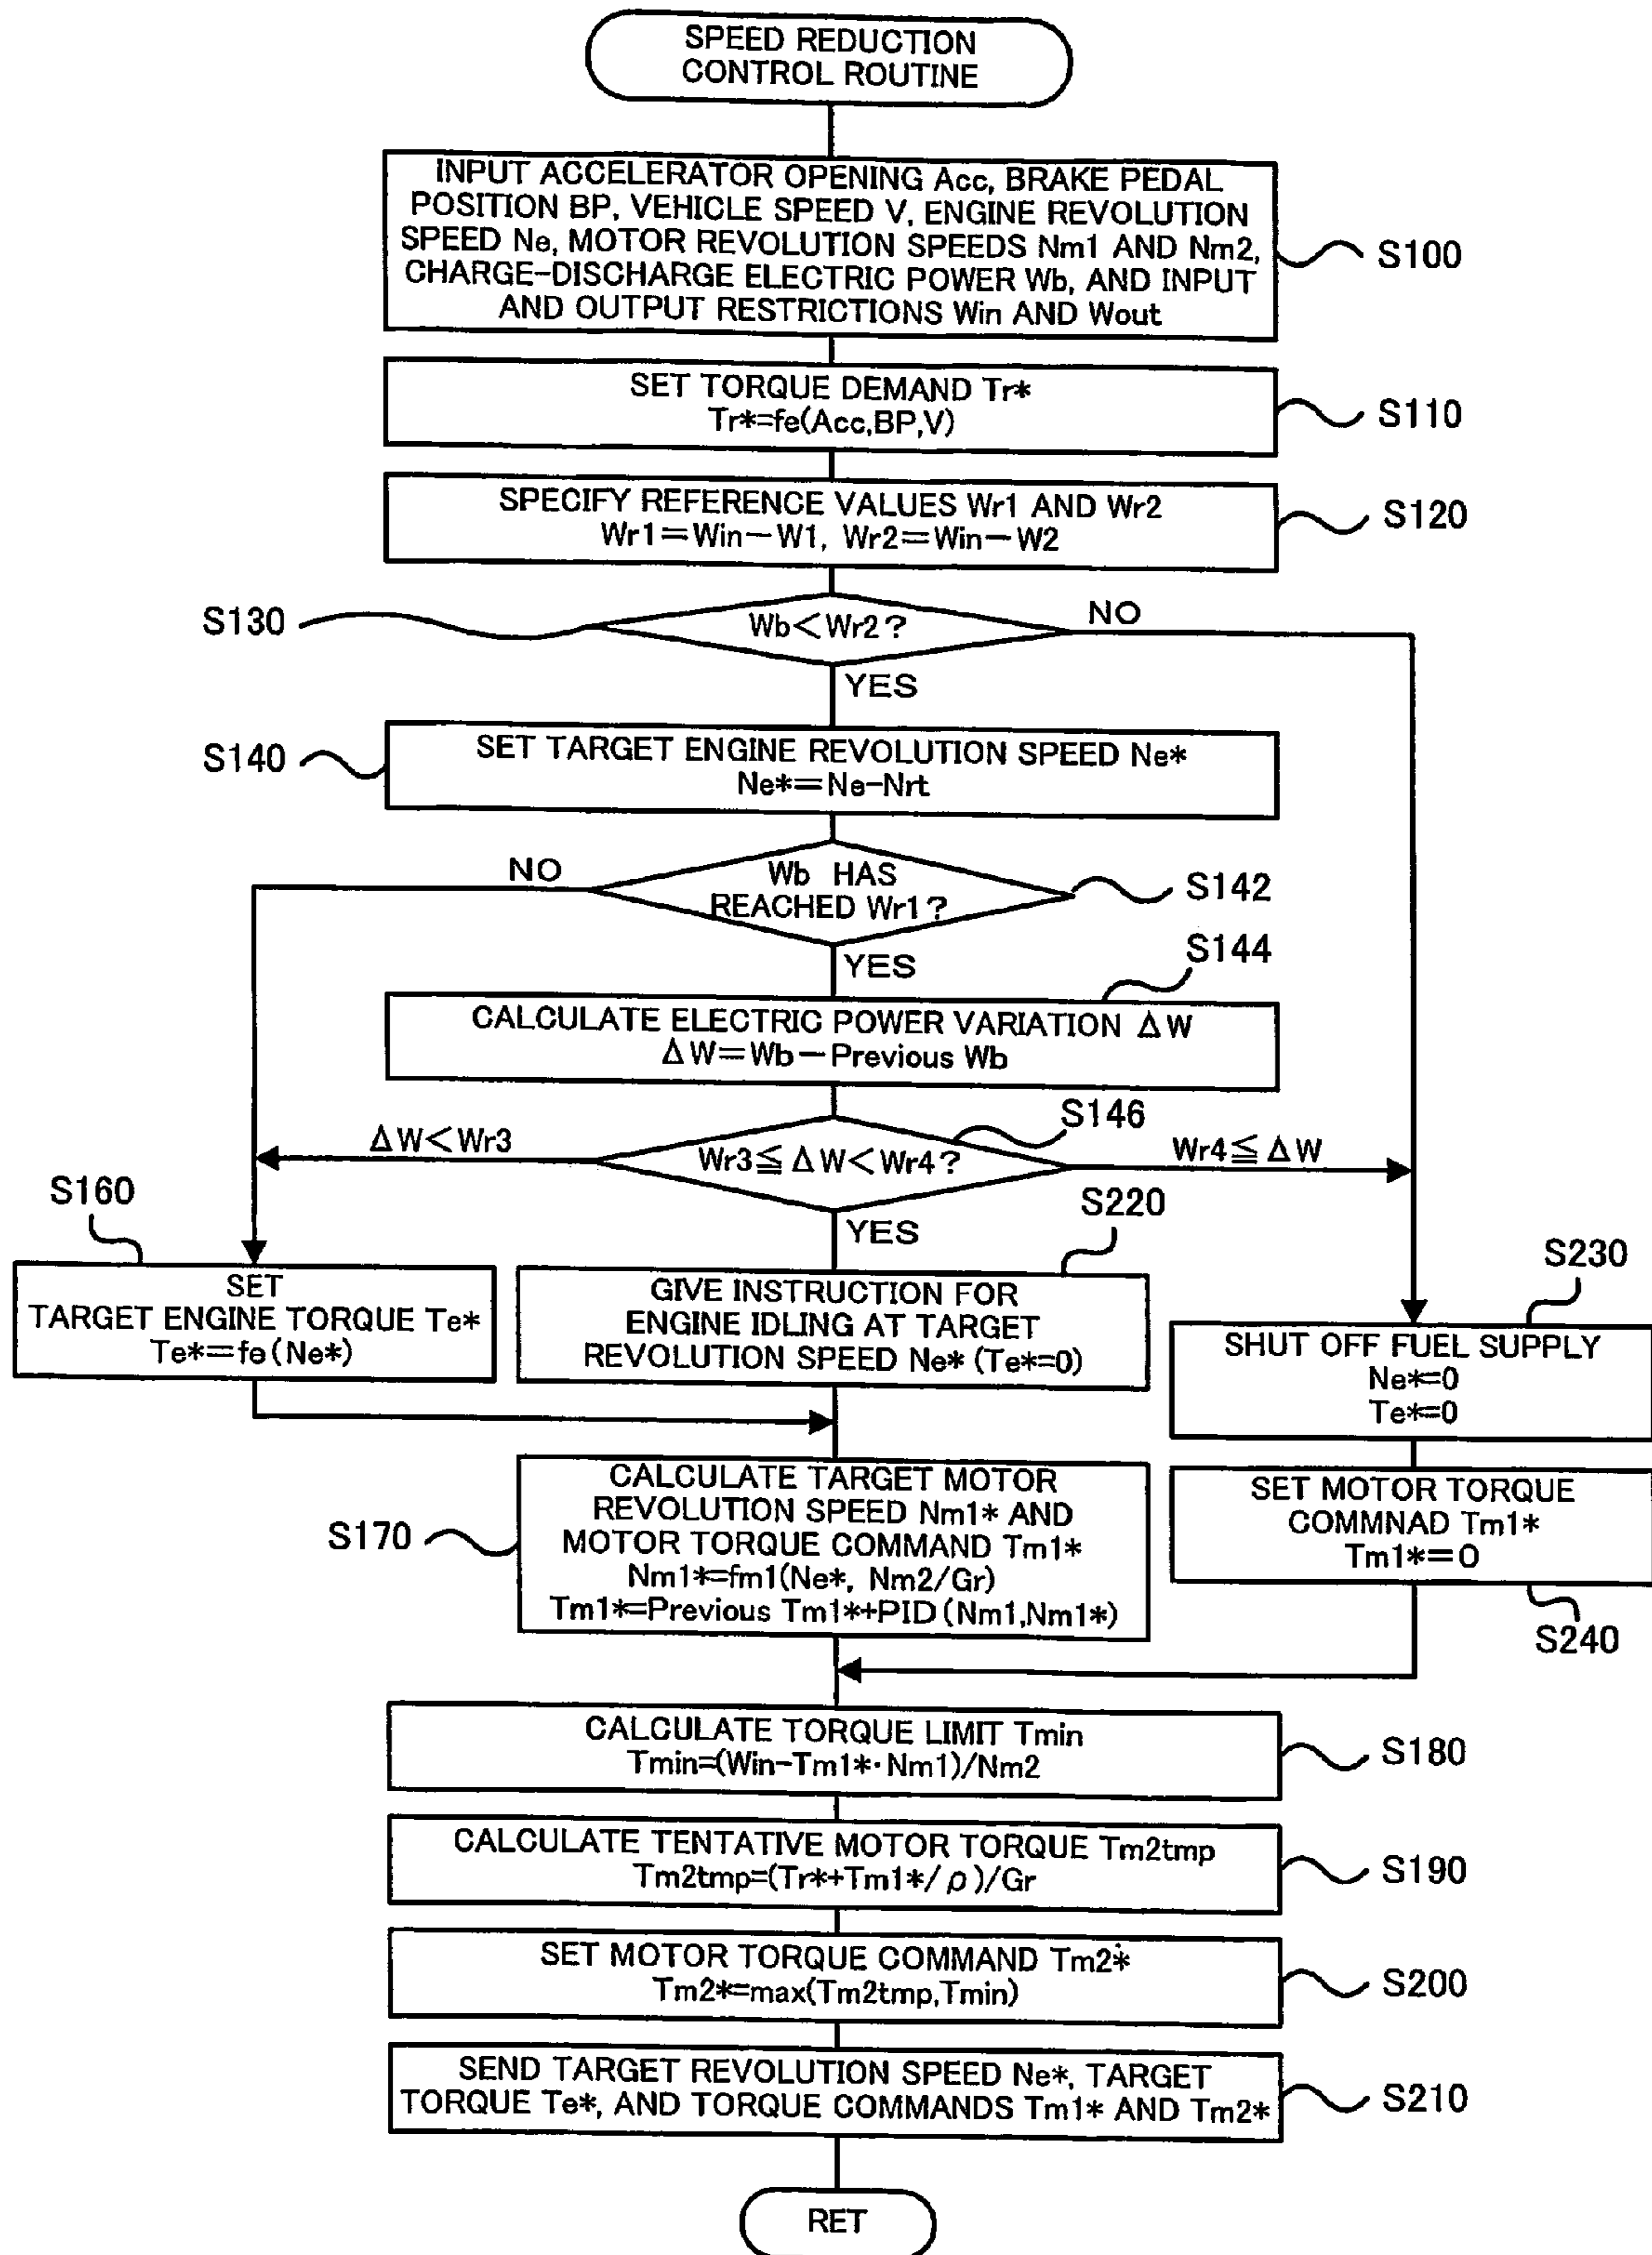 SPEED REDUCTION
CONTROL ROUTINE
INPUT ACCELERATOR OPENING Acc, BRAKE PEDAL
POSITION BP, VEHICLE SPEED V, ENGINE REVOLUTION
SPEED Ne, MOTOR REVOLUTION SPEEDS Nm1 AND Nm2,
CHARGE-DISCHARGE ELECTRIC POWER Wb, AND INPUT
AND OUTPUT RESTRICTIONS Win AND Wout
S100
SET TORQUE DEMAND Tr*
Tr*=fe(Acc,BP,V)
S110
SPECIFY REFERENCE VALUES Wr1 AND Wr2
Wr1=Win-W1, Wr2=Win-W2
S120
S130
Wb<Wr2?
NO
YES
S140
SET TARGET ENGINE REVOLUTION SPEED Ne*
Ne*=Ne-Nrt
NO
Wb HAS
REACHED Wr1?
S142
YES
S144
CALCULATE ELECTRIC POWER VARIATION ΔW
ΔW=Wb-Previous Wb
S146
ΔW<Wr3
Wr3≦ΔW<Wr4?
Wr4≦ΔW
YES
S160
SET
TARGET ENGINE TORQUE Te*
Te*=fe(Ne*)
S220
GIVE INSTRUCTION FOR
ENGINE IDLING AT TARGET
REVOLUTION SPEED Ne* (Te*=0)
S230
SHUT OFF FUEL SUPPLY
Ne*=0
Te*=0
S170
CALCULATE TARGET MOTOR
REVOLUTION SPEED Nm1* AND
MOTOR TORQUE COMMAND Tm1*
Nm1*=fm1(Ne*, Nm2/Gr)
Tm1*=Previous Tm1*+PID(Nm1,Nm1*)
SET MOTOR TORQUE
COMMNAD Tm1*
Tm1*=0
S240
CALCULATE TORQUE LIMIT Tmin
Tmin=(Win-Tm1*·Nm1)/Nm2
S180
CALCULATE TENTATIVE MOTOR TORQUE Tm2tmp
Tm2tmp=(Tr*+Tm1*/ρ)/Gr
S190
SET MOTOR TORQUE COMMAND Tm2*
Tm2*=max(Tm2tmp,Tmin)
S200
SEND TARGET REVOLUTION SPEED Ne*, TARGET
TORQUE Te*, AND TORQUE COMMANDS Tm1* AND Tm2*
S210
RET